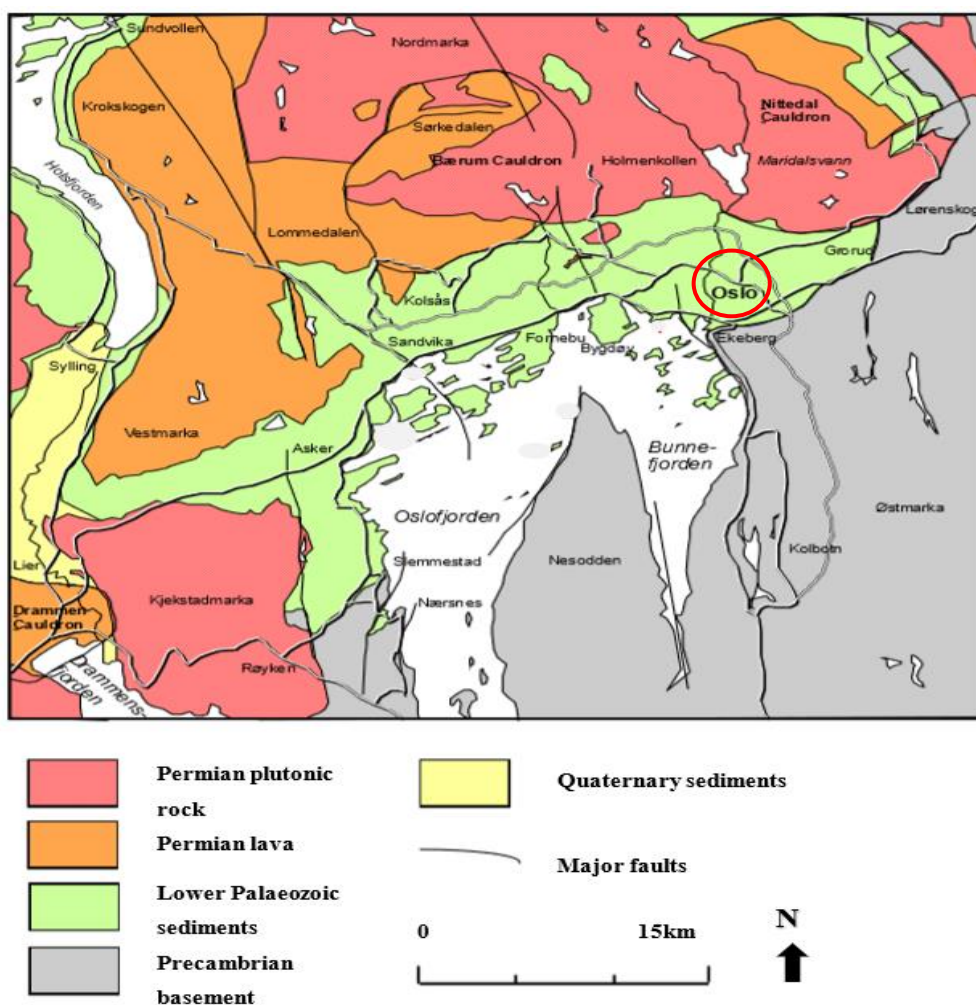 Sundvollen
Nordmarka
Krokskogen
Nittedal
Cauldron
Sørkedalen
Bærum Cauldron
Holmenkollen
Maridalsvann
Holsfjorden
Lørenskog
Lommedalen
Grorud
Kolsås
Oslo
Sandvika
Fornebu
Bygdøy
Ekeberg
Sylling
Vestmarka
Asker
Bunne-
fjorden
Oslofjorden
Østmarka
Kolbotn
Lier
Slemmestad
Nesodden
Kjekstadmarka
Nærsnes
Drammen
Cauldron
Røyken
Drammens-
fjorden
Permian plutonic
rock
Quaternary sediments
Permian lava
Major faults
Lower Palaeozoic
sediments
0 15km
N
Precambrian
basement